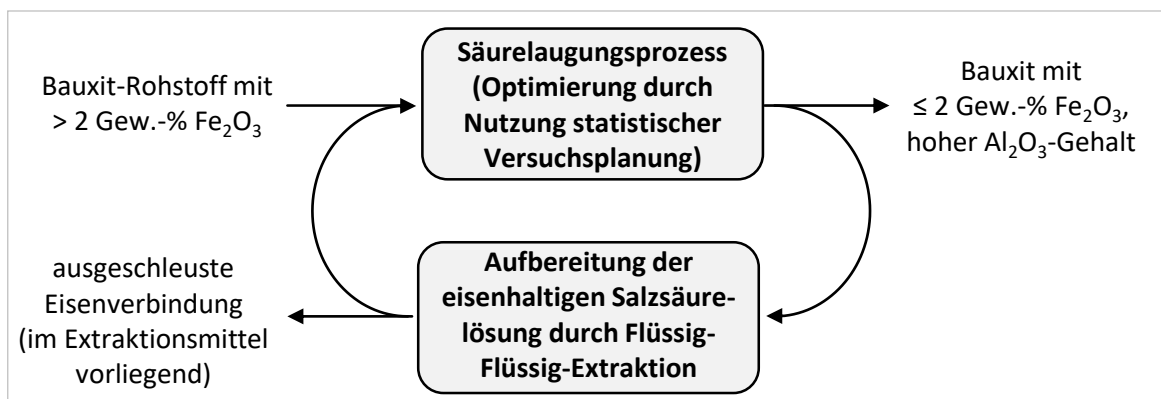 Bauxit-Rohstoff mit
> 2 Gew.-% Fe₂O₃
Säurelaugungsprozess
(Optimierung durch
Nutzung statistischer
Versuchsplanung)
Bauxit mit
≤ 2 Gew.-% Fe₂O₃,
hoher Al₂O₃-Gehalt
ausgeschleuste
Eisenverbindung
(im Extraktionsmittel
vorliegend)
Aufbereitung der
eisenhaltigen Salzsäure-
lösung durch Flüssig-
Flüssig-Extraktion